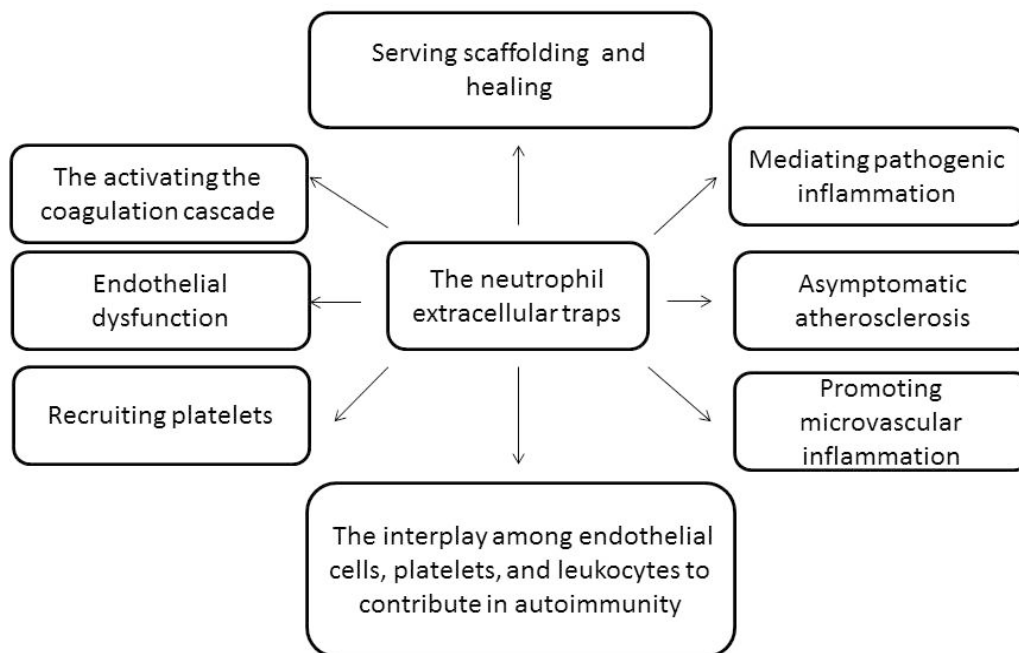 Serving scaffolding and
healing
The activating the
coagulation cascade
Mediating pathogenic
inflammation
Endothelial
dysfunction
The neutrophil
extracellular traps
Asymptomatic
atherosclerosis
Recruiting platelets
Promoting
microvascular
inflammation
The interplay among endothelial
cells, platelets, and leukocytes to
contribute in autoimmunity